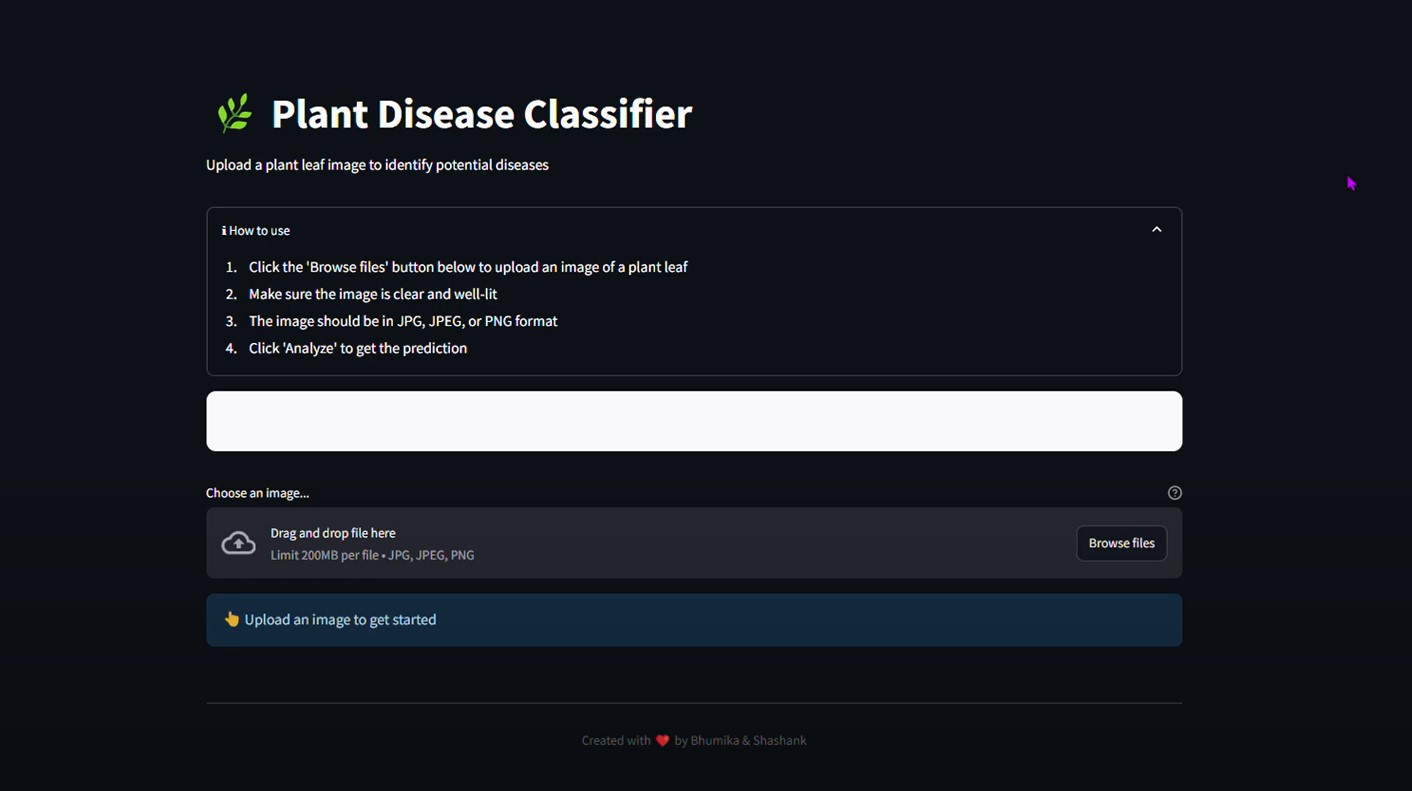 🌿 Plant Disease Classifier
Upload a plant leaf image to identify potential diseases
ℹ How to use
1. Click the 'Browse files' button below to upload an image of a plant leaf
2. Make sure the image is clear and well-lit
3. The image should be in JPG, JPEG, or PNG format
4. Click 'Analyze' to get the prediction
Choose an image...
Drag and drop file here
Limit 200MB per file • JPG, JPEG, PNG
Browse files
👆 Upload an image to get started
Created with ❤️ by Bhumika & Shashank